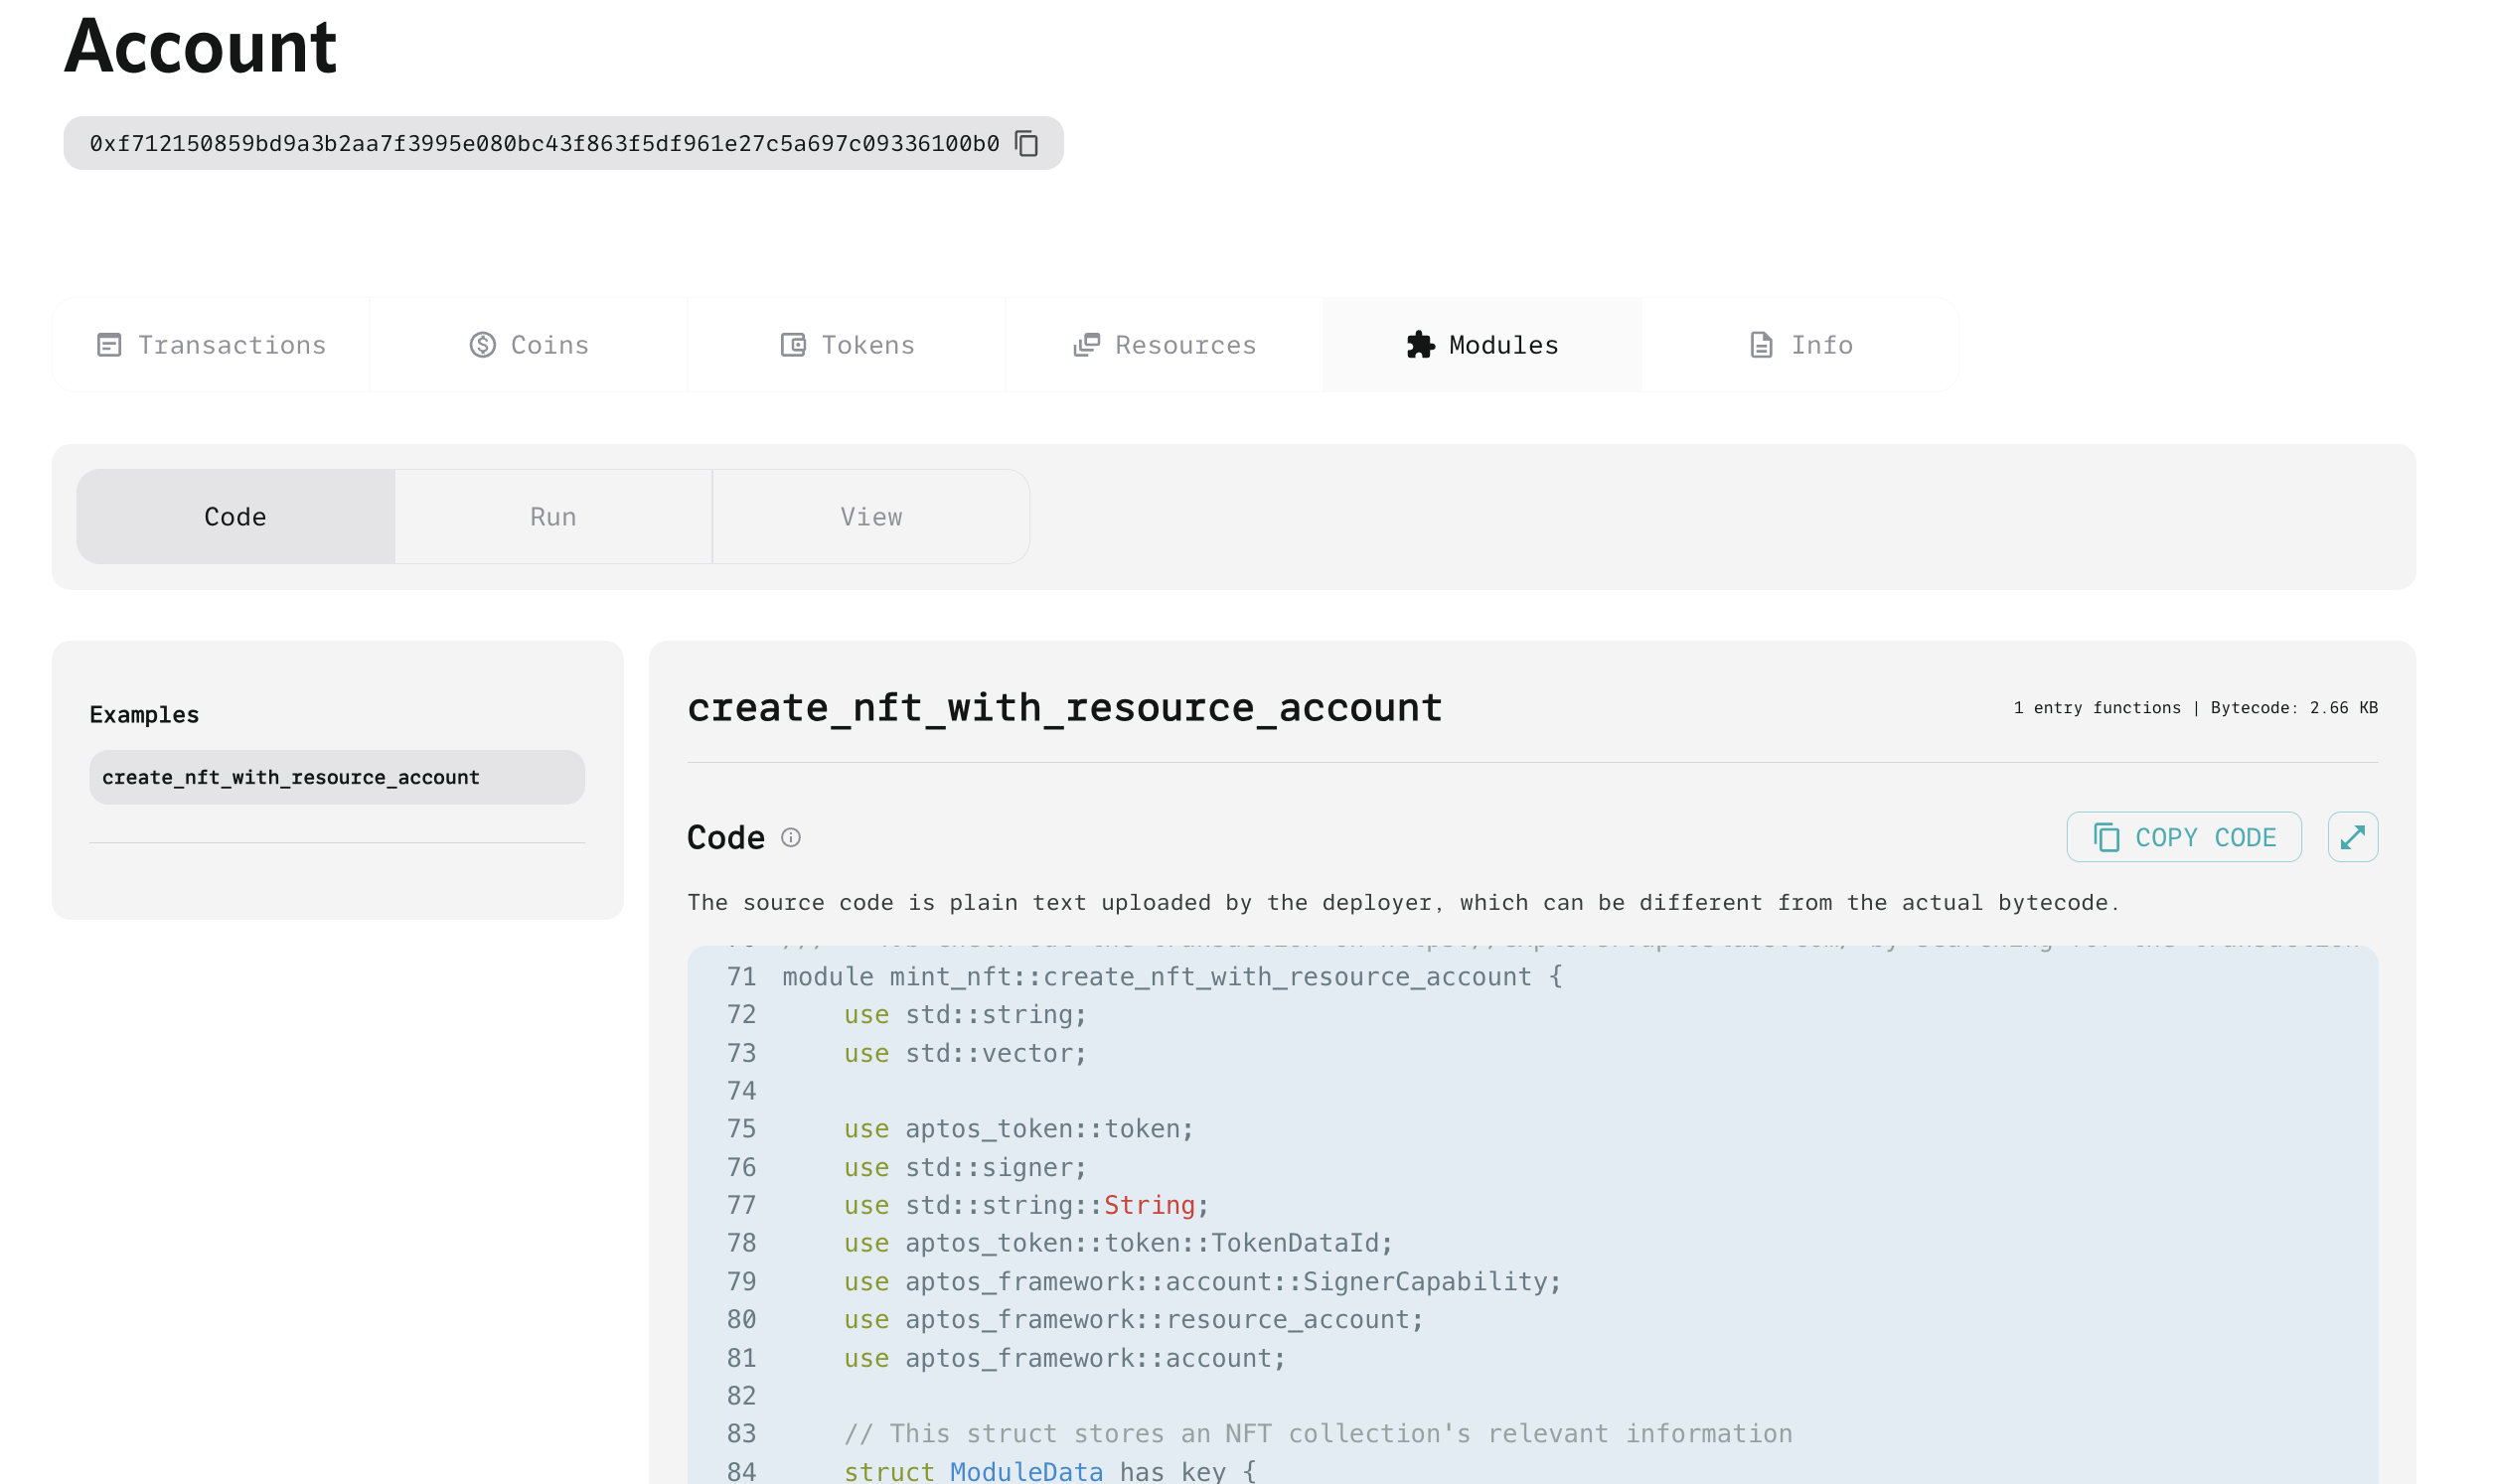 Account
0xf712150859bd9a3b2aa7f3995e080bc43f863f5df961e27c5a697c09336100b0
Transactions
Coins
Tokens
Resources
Modules
Info
Code
Run
View
Examples
create_nft_with_resource_account
create_nft_with_resource_account
1 entry functions | Bytecode: 2.66 KB
Code
COPY CODE
The source code is plain text uploaded by the deployer, which can be different from the actual bytecode.
71 module mint_nft::create_nft_with_resource_account {
72     use std::string;
73     use std::vector;
74
75     use aptos_token::token;
76     use std::signer;
77     use std::string::String;
78     use aptos_token::token::TokenDataId;
79     use aptos_framework::account::SignerCapability;
80     use aptos_framework::resource_account;
81     use aptos_framework::account;
82
83     // This struct stores an NFT collection's relevant information
84     struct ModuleData has key {